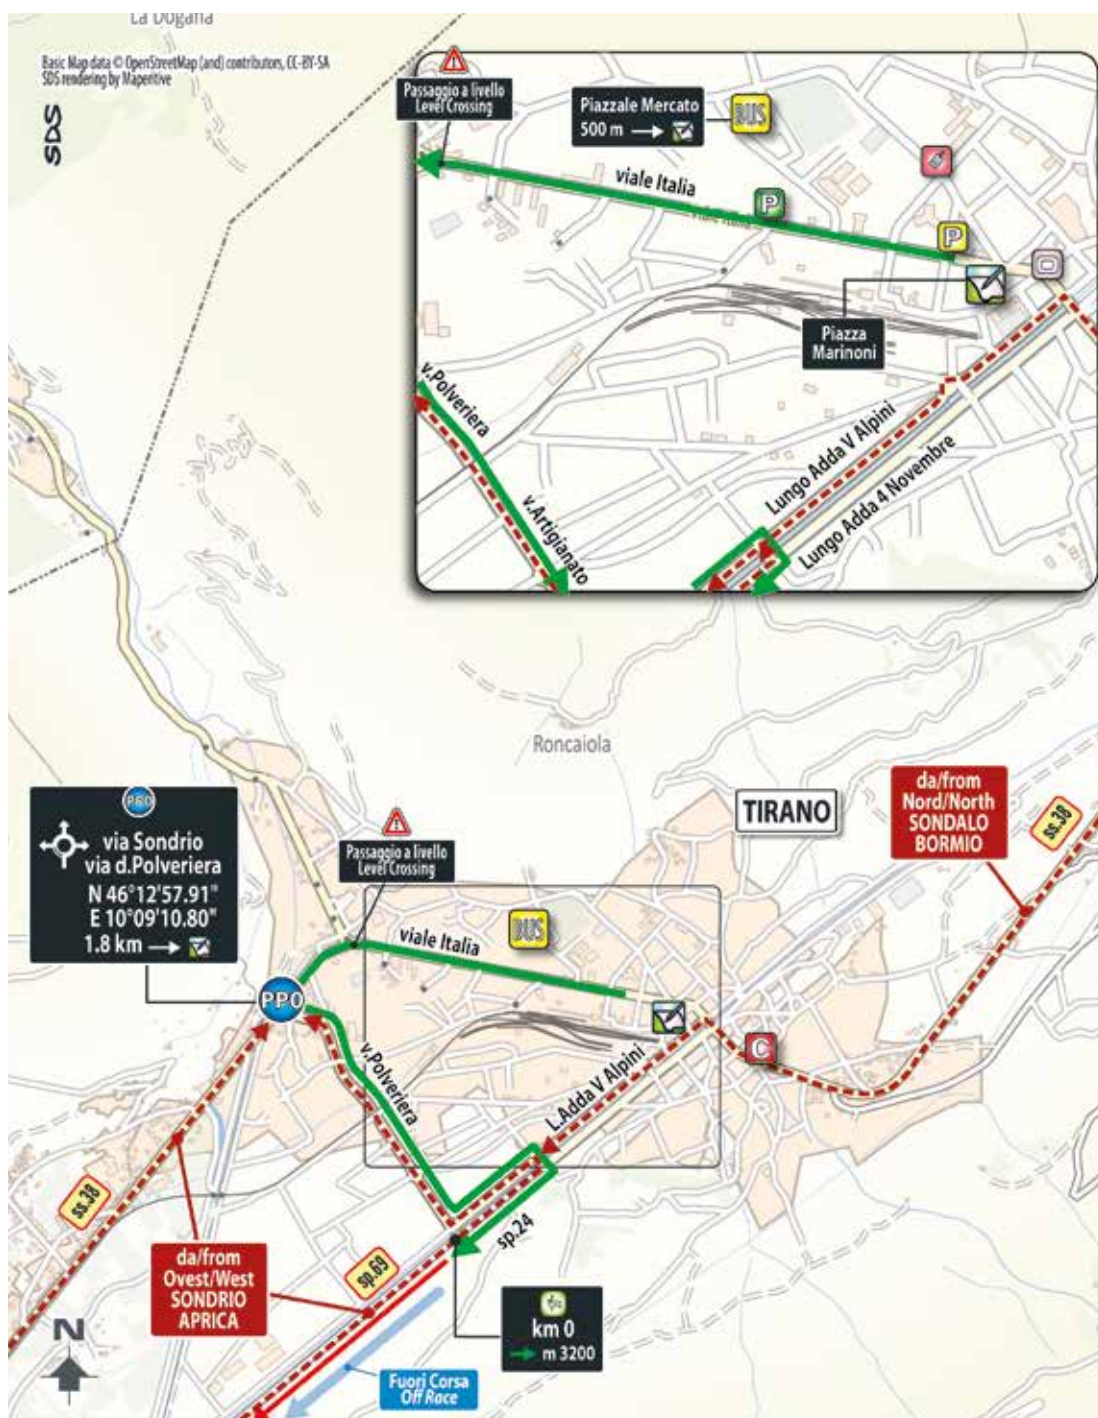 La Dogana
Basic Map data © OpenStreetMap (and) contributors, CC-BY-SA
SDS rendering by Maperitive
SDS
Passaggio a livello
Level Crossing
Piazzale Mercato
500 m
BUS
viale Italia
P
P
Piazza
Marinoni
v.Polveriera
v.Artigianato
Lungo Adda V Alpini
Lungo Adda 4 Novembre
Roncaiola
da/from
Nord/North
SONDALO
BORMIO
ss.38
TIRANO
PPO
via Sondrio
via d.Polveriera
N 46°12'57.91"
E 10°09'10.80"
1.8 km
Passaggio a livello
Level Crossing
BUS
viale Italia
PPO
C
v.Polveriera
L.Adda V Alpini
ss.38
sp.24
da/from
Ovest/West
SONDRIO
APRICA
sp.69
km 0
m 3200
N
Fuori Corsa
Off Race